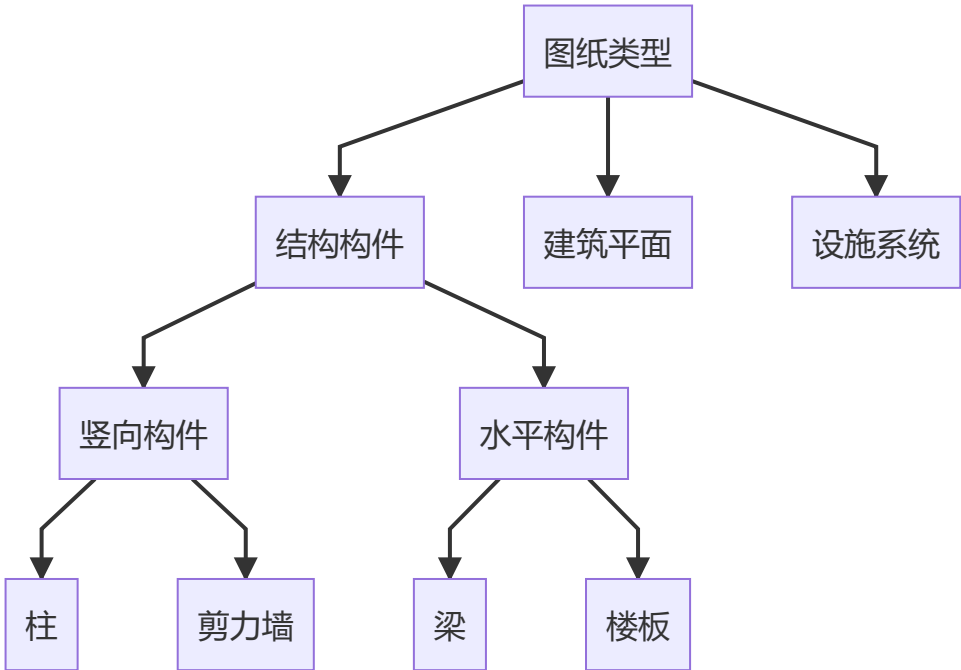 图纸类型
结构构件
建筑平面
设施系统
竖向构件
水平构件
柱
剪力墙
梁
楼板